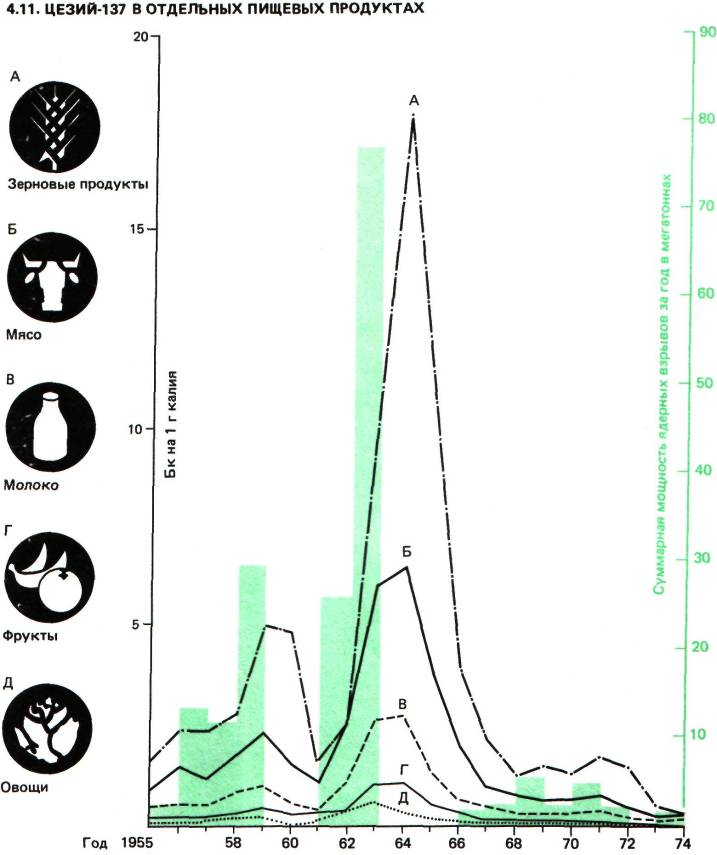 4.11. ЦЕЗИЙ-137 В ОТДЕЛЬНЫХ ПИЩЕВЫХ ПРОДУКТАХ
А
Зерновые продукты
Б
Мясо
В
Молоко
Г
Фрукты
Д
Овощи
20
15
10
5
Бк на 1 г калия
А
Б
В
Г
Д
90
80
70
60
50
40
30
20
10
Суммарная мощность ядерных взрывов за год в мегатоннах
Год 1955 58 60 62 64 66 68 70 72 74